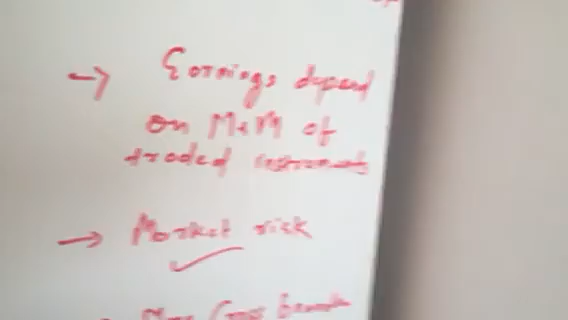 → Earnings depend
on MtM of
traded instruments
→ Market risk